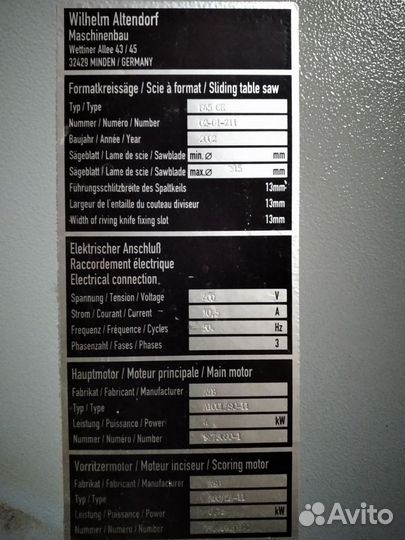 Wilhelm Altendorf
Maschinenbau
Wettiner Allee 43 / 45
32429 MINDEN / GERMANY
Formatkreissäge / Scie à format / Sliding table saw
Typ / Type
Nummer / Numéro / Number
Baujahr / Année / Year 2002
Sägeblatt / Lame de scie / Sawblade min.Ø mm
Sägeblatt / Lame de scie / Sawblade max.Ø 315 mm
Führungsschlitzbreite des Spaltkeils 13mm
Largeur de l'entaille du couteau diviseur 13mm
Width of riving knife fixing slot 13mm
Elektrischer Anschluß
Raccordement électrique
Electrical connection
Spannung / Tension / Voltage 400 V
Strom / Courant / Current A
Frequenz / Fréquence / Cycles 50 Hz
Phasenzahl / Fases / Phases 3
Hauptmotor / Moteur principale / Main motor
Fabrikat / Fabricant / Manufacturer
Typ / Type
Leistung / Puissance / Power kW
Nummer / Numéro / Number
Vorritzermotor / Moteur inciseur / Scoring motor
Fabrikat / Fabricant / Manufacturer
Typ / Type
Leistung / Puissance / Power kW
Nummer / Numéro / Number
Avito